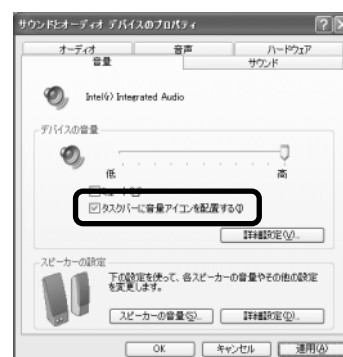 サウンドとオーディオ デバイスのプロパティ
オーディオ 音声 ハードウェア
音量 サウンド
Intel(r) Integrated Audio
デバイスの音量
低 高
タスクバーに音量アイコンを配置する(I)
詳細設定(V)...
スピーカーの設定
下の設定を使って、各スピーカーの音量やその他の設定
を変更します。
スピーカーの音量(S)... 詳細設定(D)...
OK キャンセル 適用(A)